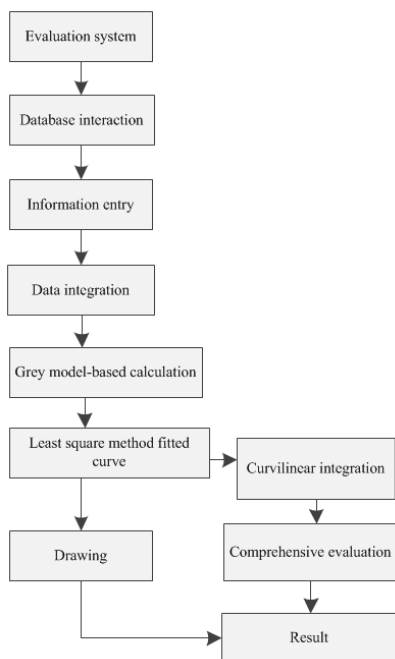 Evaluation system
Database interaction
Information entry
Data integration
Grey model-based calculation
Least square method fitted
curve
Curvilinear integration
Drawing
Comprehensive evaluation
Result